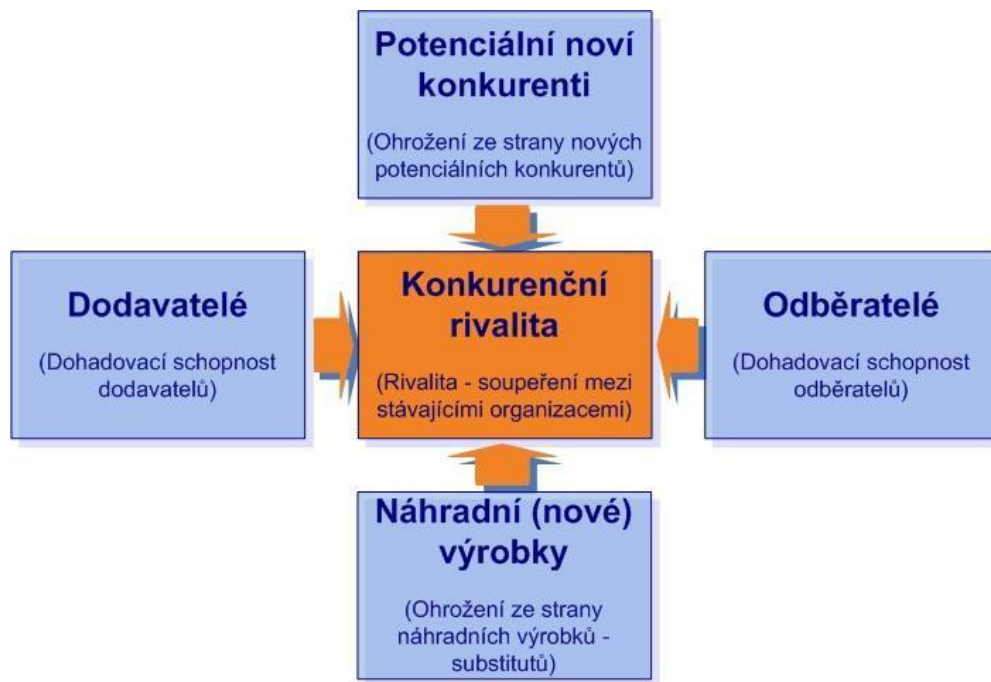 Potenciální noví
konkurenti
(Ohrožení ze strany nových
potenciálních konkurentů)
Dodavatelé
(Dohadovací schopnost
dodavatelů)
Konkurenční
rivalita
(Rivalita - soupeření mezi
stávajícími organizacemi)
Odběratelé
(Dohadovací schopnost
odběratelů)
Náhradní (nové)
výrobky
(Ohrožení ze strany
náhradních výrobků -
substitutů)